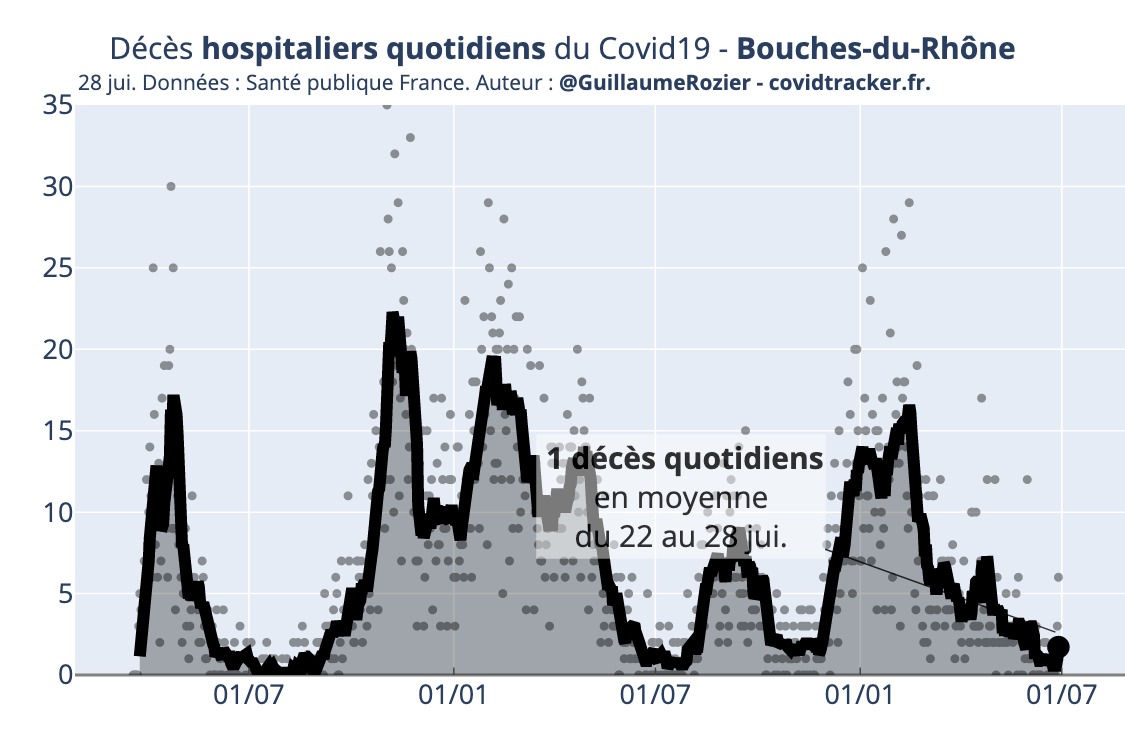 Décès hospitaliers quotidiens du Covid19 - Bouches-du-Rhône
28 jui. Données : Santé publique France. Auteur : @GuillaumeRozier - covidtracker.fr.
35
30
25
20
15
10
5
0
1 décès quotidiens
en moyenne
du 22 au 28 jui.
01/07
01/01
01/07
01/01
01/07